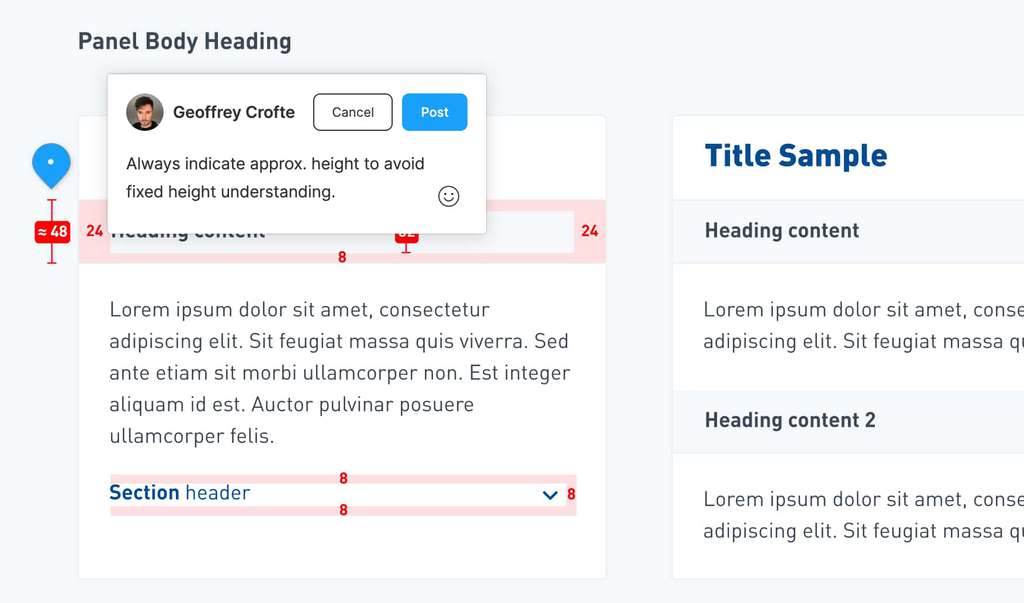 Panel Body Heading
Geoffrey Crofte
Cancel
Post
Always indicate approx. height to avoid
fixed height understanding.
≈ 48
24
Heading content
24
8
Lorem ipsum dolor sit amet, consectetur
adipiscing elit. Sit feugiat massa quis viverra. Sed
ante etiam sit morbi ullamcorper non. Est integer
aliquam id est. Auctor pulvinar posuere
ullamcorper felis.
8
Section header
8
8
Title Sample
Heading content
Lorem ipsum dolor sit amet, conse
adipiscing elit. Sit feugiat massa qu
Heading content 2
Lorem ipsum dolor sit amet, conse
adipiscing elit. Sit feugiat massa qu